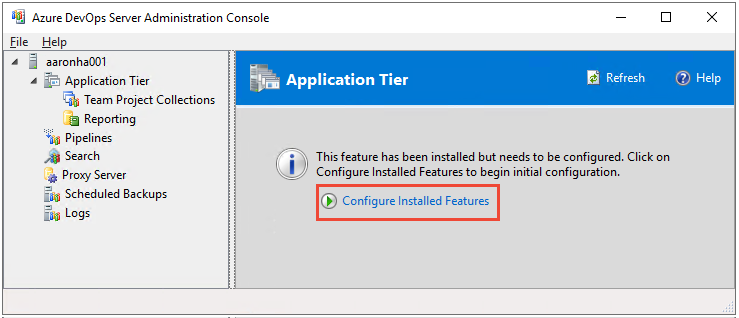 Azure DevOps Server Administration Console
File Help
aaronha001
Application Tier
Team Project Collections
Reporting
Pipelines
Search
Proxy Server
Scheduled Backups
Logs
Application Tier
Refresh
Help
This feature has been installed but needs to be configured. Click on
Configure Installed Features to begin initial configuration.
Configure Installed Features